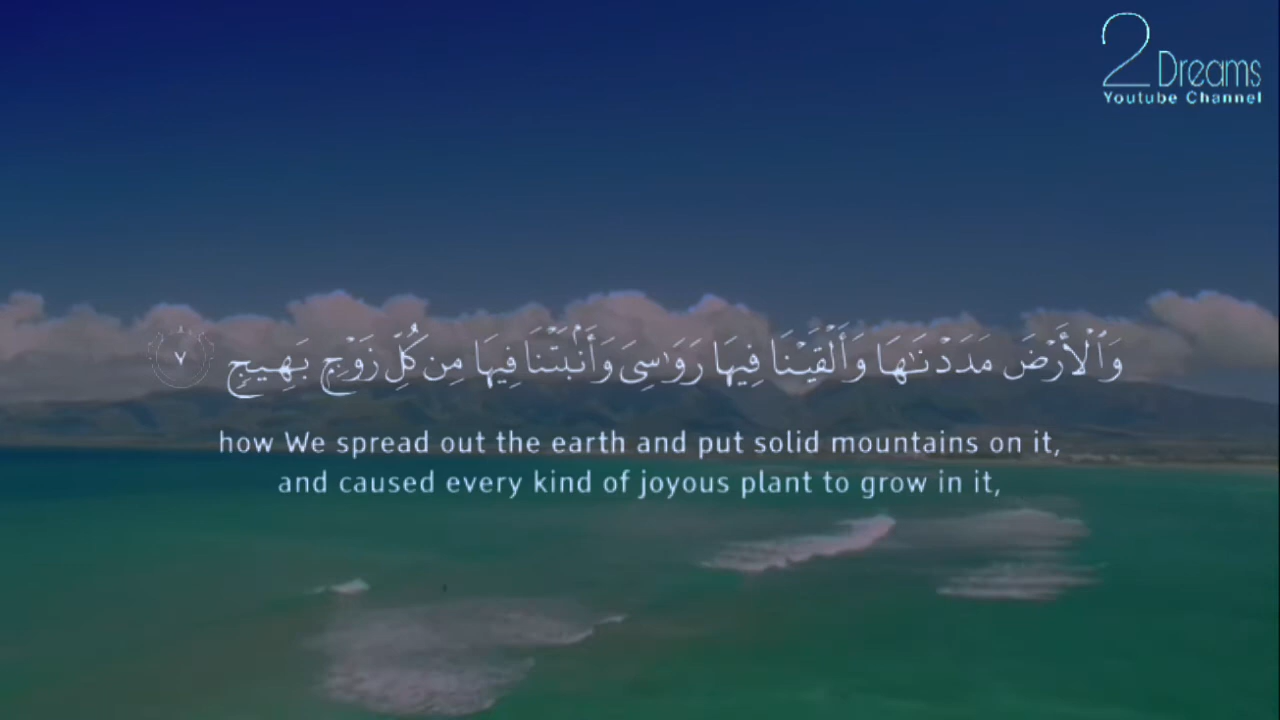 2 Dreams
Youtube Channel
وَٱلْأَرْضَ مَدَدْنَـٰهَا وَأَلْقَيْنَا فِيهَا رَوَٰسِىَ وَأَنۢبَتْنَا فِيهَا مِن كُلِّ زَوْجٍۭ بَهِيجٍ ٧
how We spread out the earth and put solid mountains on it,
and caused every kind of joyous plant to grow in it,